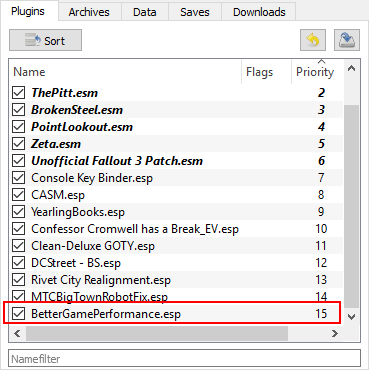 Plugins Archives Data Saves Downloads
Sort
Name Flags Priority
ThePitt.esm 2
BrokenSteel.esm 3
PointLookout.esm 4
Zeta.esm 5
Unofficial Fallout 3 Patch.esm 6
Console Key Binder.esp 7
CASM.esp 8
YearlingBooks.esp 9
Confessor Cromwell has a Break_EV.esp 10
Clean-Deluxe GOTY.esp 11
DCStreet - BS.esp 12
Rivet City Realignment.esp 13
MTCBigTownRobotFix.esp 14
BetterGamePerformance.esp 15
Namefilter